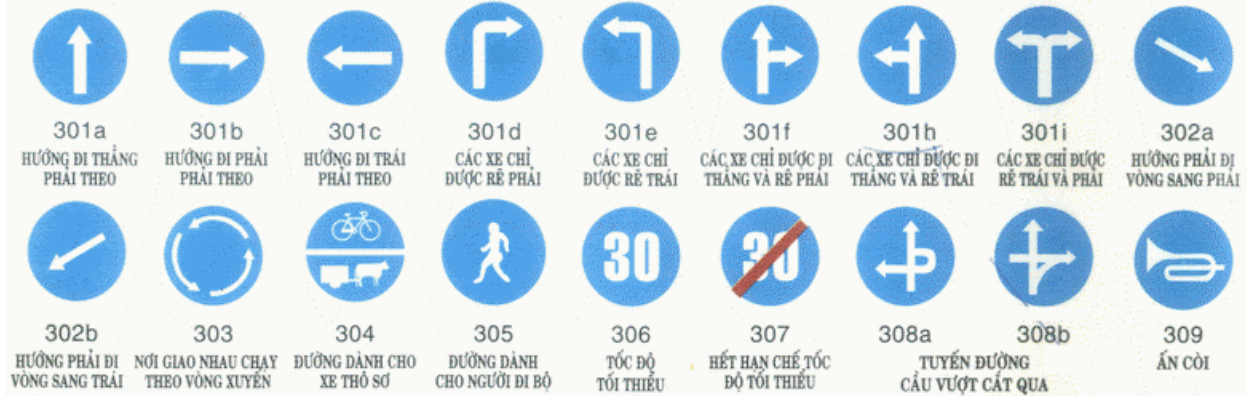 301a 301b 301c 301d 301e 301f 301h 301i 302a
HƯỚNG ĐI THẲNG HƯỚNG ĐI PHẢI HƯỚNG ĐI TRÁI CÁC XE CHỈ CÁC XE CHỈ CÁC XE CHỈ ĐƯỢC ĐI CÁC XE CHỈ ĐƯỢC ĐI CÁC XE CHỈ ĐƯỢC HƯỚNG PHẢI ĐI
PHẢI THEO PHẢI THEO PHẢI THEO ĐƯỢC RẼ PHẢI ĐƯỢC RẼ TRÁI THẲNG VÀ RẼ PHẢI THẲNG VÀ RẼ TRÁI RẼ TRÁI VÀ PHẢI VÒNG SANG PHẢI
30 30
302b 303 304 305 306 307 308a 308b 309
HƯỚNG PHẢI ĐI NƠI GIAO NHAU CHẠY ĐƯỜNG DÀNH CHO ĐƯỜNG DÀNH TỐC ĐỘ HẾT HẠN CHẾ TỐC TUYẾN ĐƯỜNG ẤN CÒI
VÒNG SANG TRÁI THEO VÒNG XUYẾN XE THÔ SƠ CHO NGƯỜI ĐI BỘ TỐI THIỂU ĐỘ TỐI THIỂU CẦU VƯỢT CẮT QUA